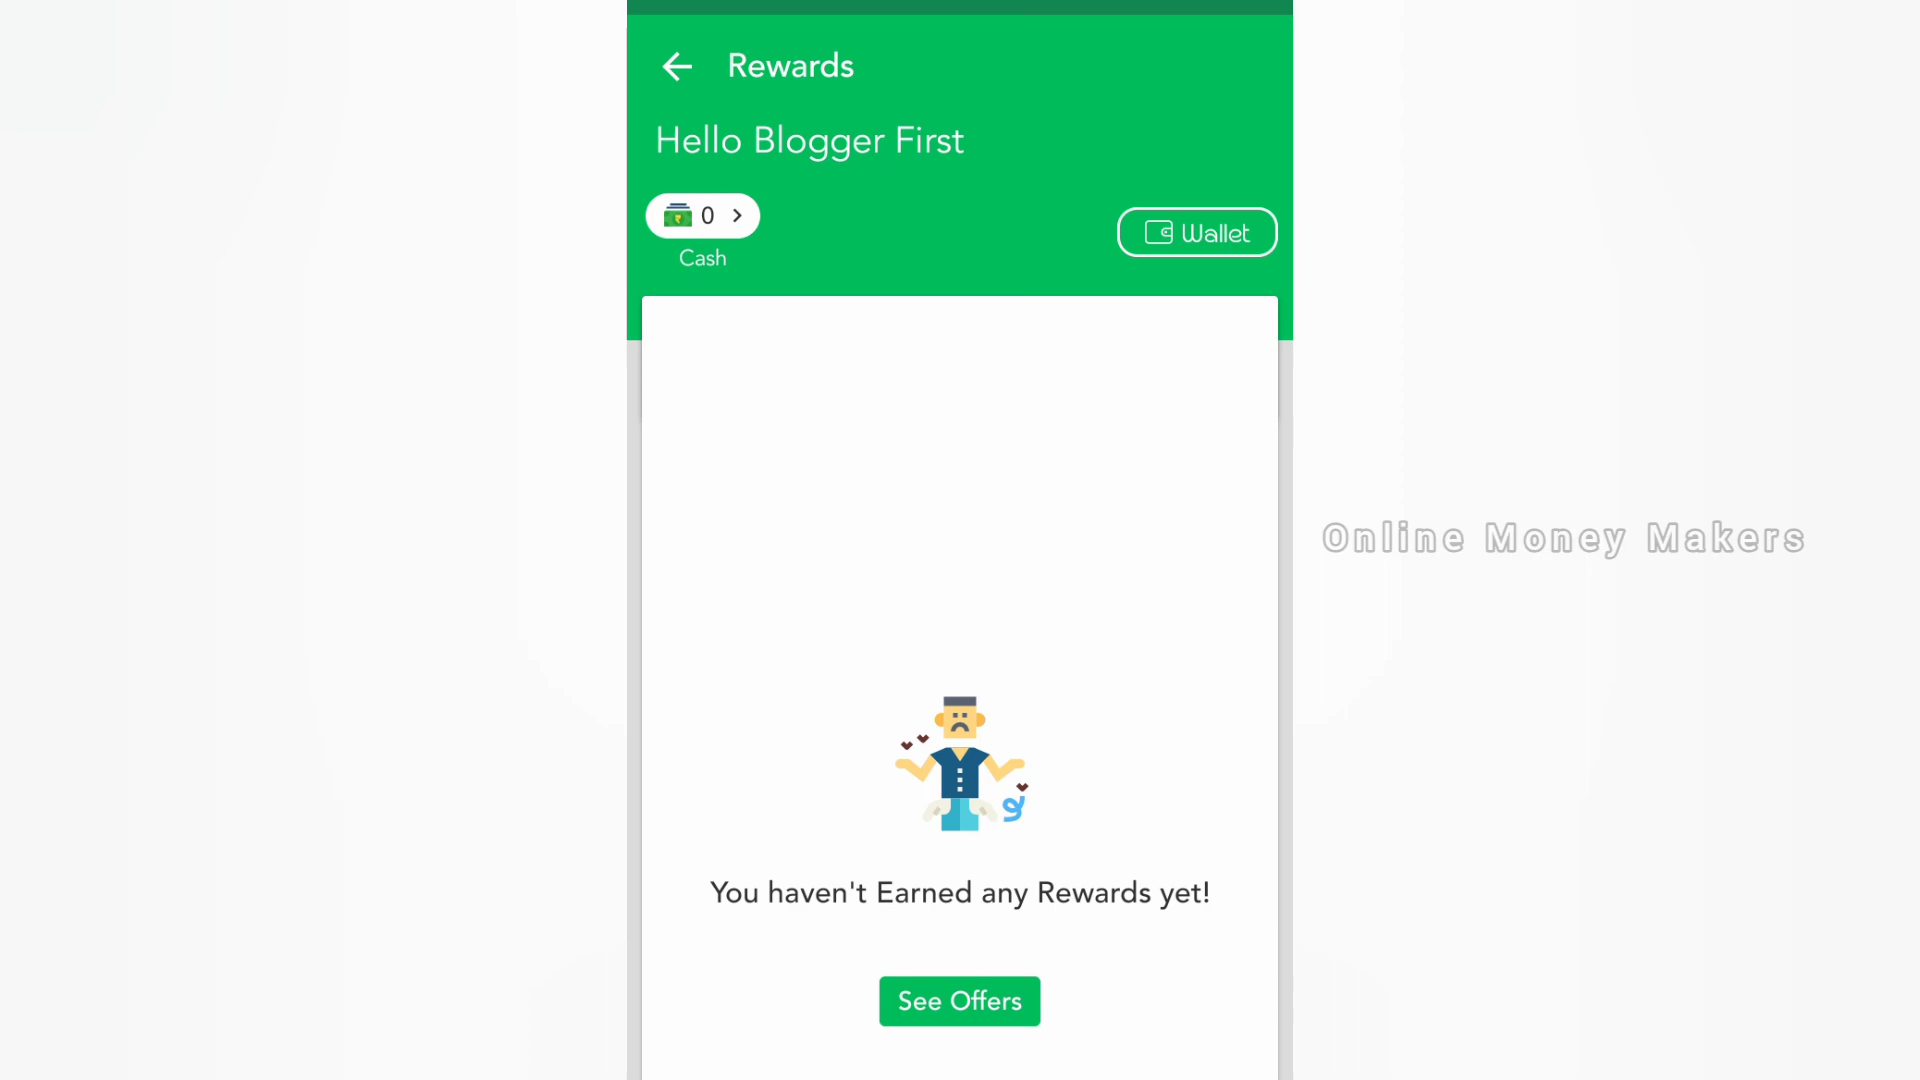 Rewards
Hello Blogger First
0
Wallet
Cash
Online Money Makers
You haven't Earned any Rewards yet!
See Offers